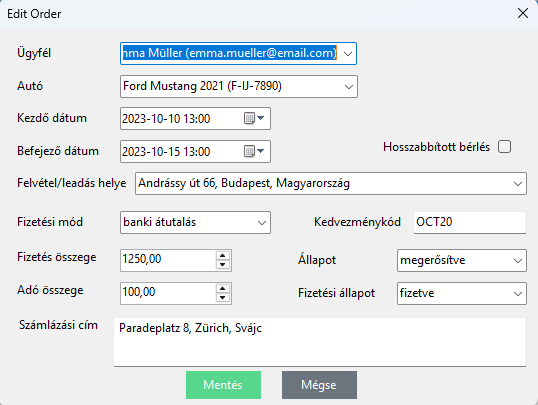 Edit Order
Ügyfél
Müller (emma.mueller@email.com)
Autó
Ford Mustang 2021 (F-IJ-7890)
Kezdő dátum
2023-10-10 13:00
Befejező dátum
2023-10-15 13:00
Hosszabbított bérlés
Felvétel/leadás helye
Andrássy út 66, Budapest, Magyarország
Fizetési mód
banki átutalás
Kedvezménykód
OCT20
Fizetés összege
1250,00
Állapot
megerősítve
Adó összege
100,00
Fizetési állapot
fizetve
Számlázási cím
Paradeplatz 8, Zürich, Svájc
Mentés
Mégse